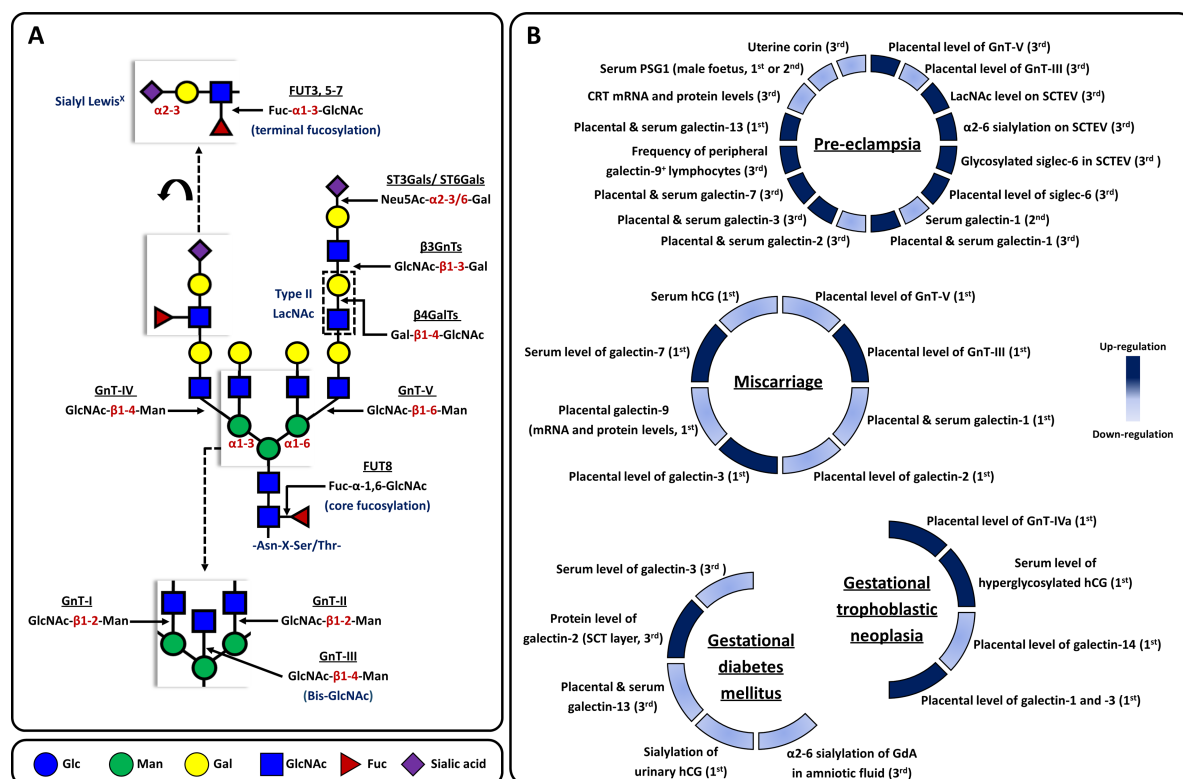 A
FUT3, 5-7
Sialyl Lewisˣ
α2-3
Fuc-α1-3-GlcNAc
(terminal fucosylation)
ST3Gals/ ST6Gals
Neu5Ac-α2-3/6-Gal
β3GnTs
GlcNAc-β1-3-Gal
Type II
LacNAc
β4GalTs
Gal-β1-4-GlcNAc
GnT-IV
GlcNAc-β1-4-Man
GnT-V
GlcNAc-β1-6-Man
α1-3
α1-6
FUT8
Fuc-α-1,6-GlcNAc
(core fucosylation)
-Asn-X-Ser/Thr-
GnT-I
GlcNAc-β1-2-Man
GnT-II
GlcNAc-β1-2-Man
GnT-III
GlcNAc-β1-4-Man
(Bis-GlcNAc)
Glc
Man
Gal
GlcNAc
Fuc
Sialic acid
B
Pre-eclampsia
Uterine corin (3rd)
Serum PSG1 (male foetus, 1st or 2nd)
CRT mRNA and protein levels (3rd)
Placental & serum galectin-13 (1st)
Frequency of peripheral
galectin-9⁺ lymphocytes (3rd)
Placental & serum galectin-7 (3rd)
Placental & serum galectin-3 (3rd)
Placental & serum galectin-2 (3rd)
Placental level of GnT-V (3rd)
Placental level of GnT-III (3rd)
LacNAc level on SCTEV (3rd)
α2-6 sialylation on SCTEV (3rd)
Glycosylated siglec-6 in SCTEV (3rd )
Placental level of siglec-6 (3rd)
Serum galectin-1 (2nd)
Placental & serum galectin-1 (3rd)
Miscarriage
Serum hCG (1st)
Serum level of galectin-7 (1st)
Placental galectin-9
(mRNA and protein levels, 1st)
Placental level of galectin-3 (1st)
Placental level of GnT-V (1st)
Placental level of GnT-III (1st)
Placental & serum galectin-1 (1st)
Placental level of galectin-2 (1st)
Up-regulation
Down-regulation
Gestational
diabetes
mellitus
Serum level of galectin-3 (3rd )
Protein level of
galectin-2 (SCT layer, 3rd)
Placental & serum
galectin-13 (3rd)
Sialylation of
urinary hCG (1st)
α2-6 sialylation of GdA
in amniotic fluid (3rd)
Gestational
trophoblastic
neoplasia
Placental level of GnT-IVa (1st)
Serum level of
hyperglycosylated hCG (1st)
Placental level of galectin-14 (1st)
Placental level of galectin-1 and -3 (1st)